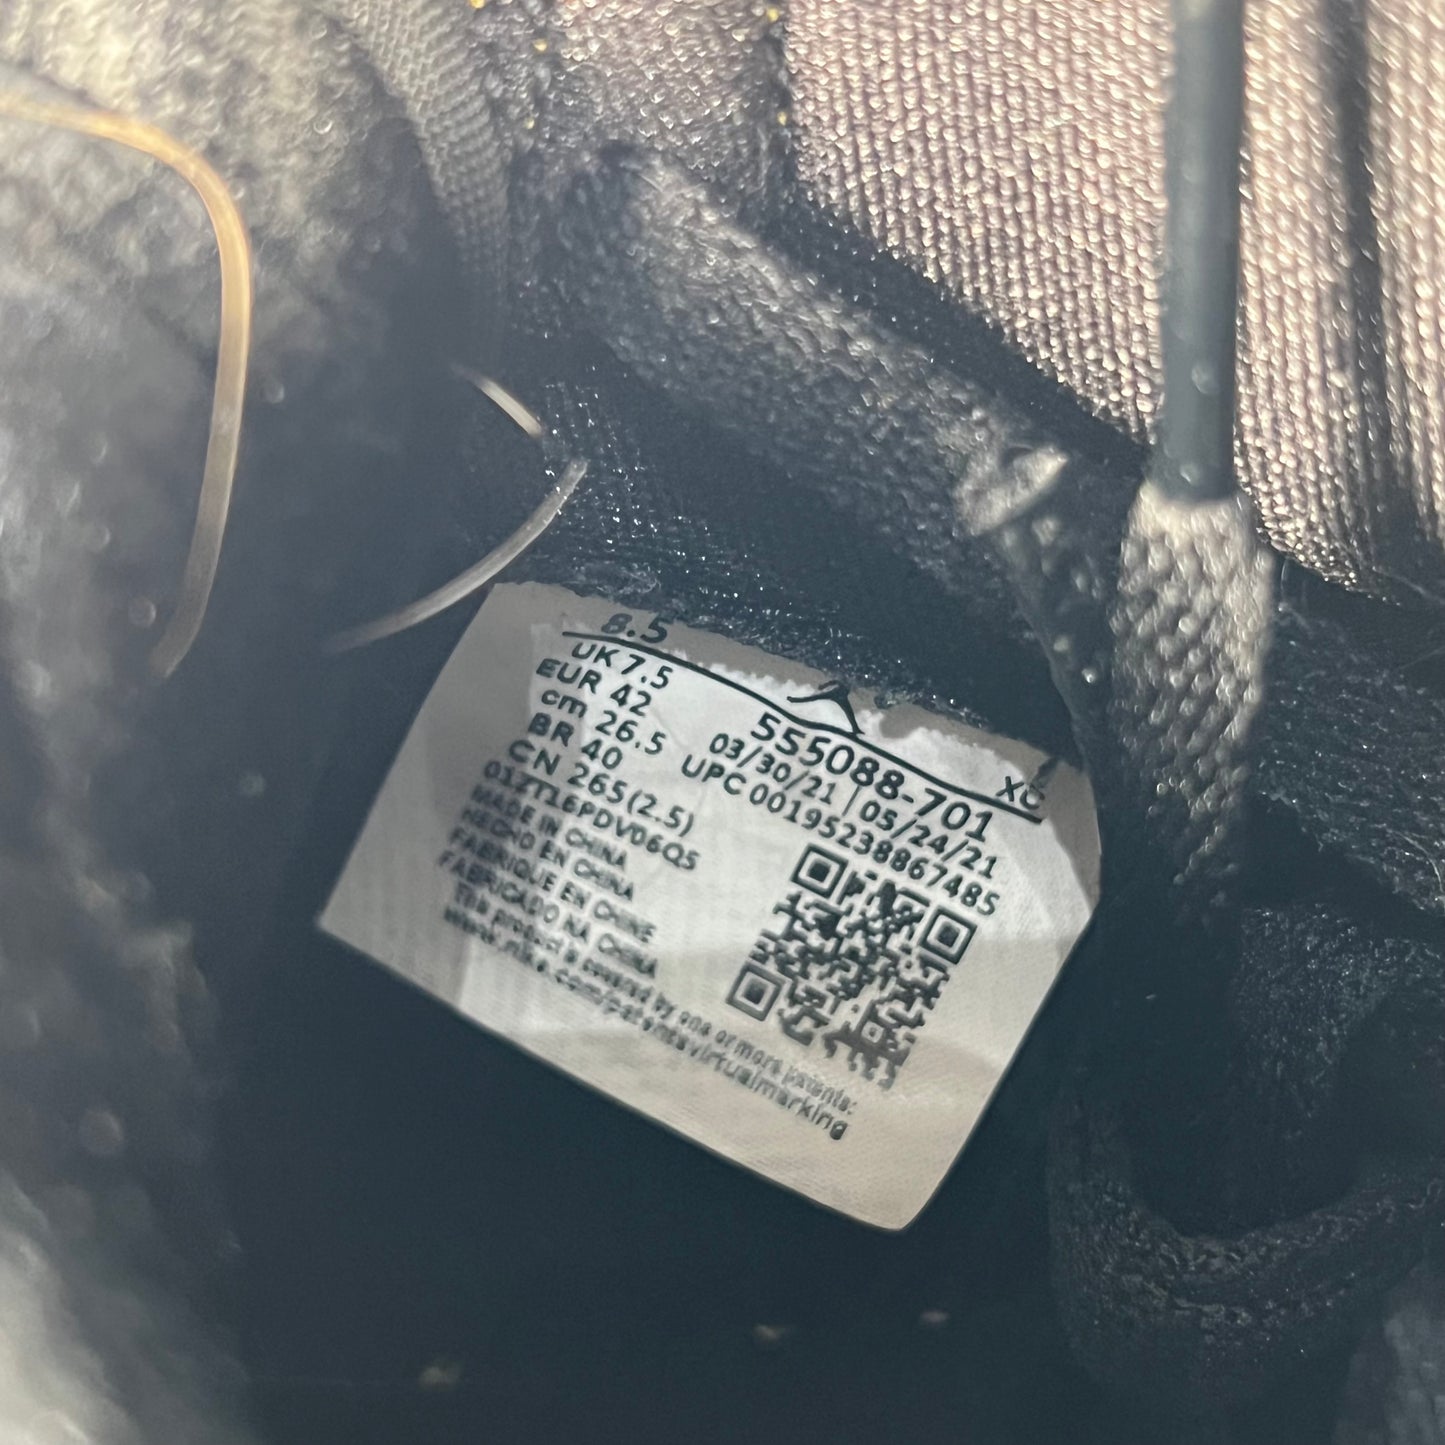 8.5
UK 7.5
EUR 42
cm 26.5
BR 40
CN 265(2.5)
555088-701
XC
03/30/21 | 05/24/21
UPC 00195238867485
01ZT16PDV06Q5
MADE IN CHINA
HECHO EN CHINA
FABRIQUE EN CHINE
FABRICADO NA CHINA
This product is covered by one or more patents:
www.nike.com/patentsvirtualmarking